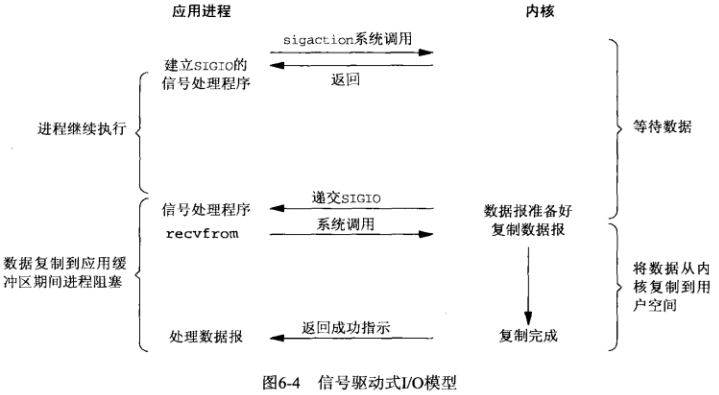 应用进程
内核
sigaction系统调用
建立SIGIO的
信号处理程序
返回
进程继续执行
等待数据
递交SIGIO
信号处理程序
数据报准备好
系统调用
recvfrom
复制数据报
数据复制到应用缓
冲区期间进程阻塞
将数据从内
核复制到用
户空间
返回成功指示
处理数据报
复制完成
图6-4 信号驱动式I/O模型